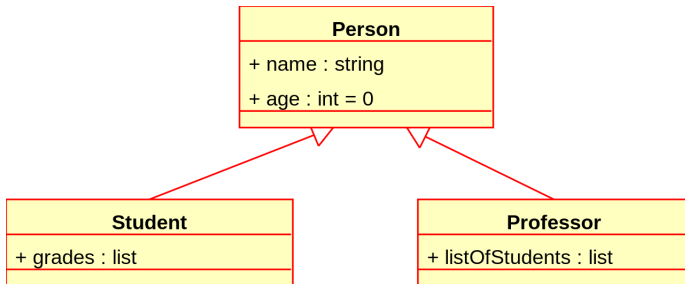 Person
+ name : string
+ age : int = 0
Student
+ grades : list
Professor
+ listOfStudents : list